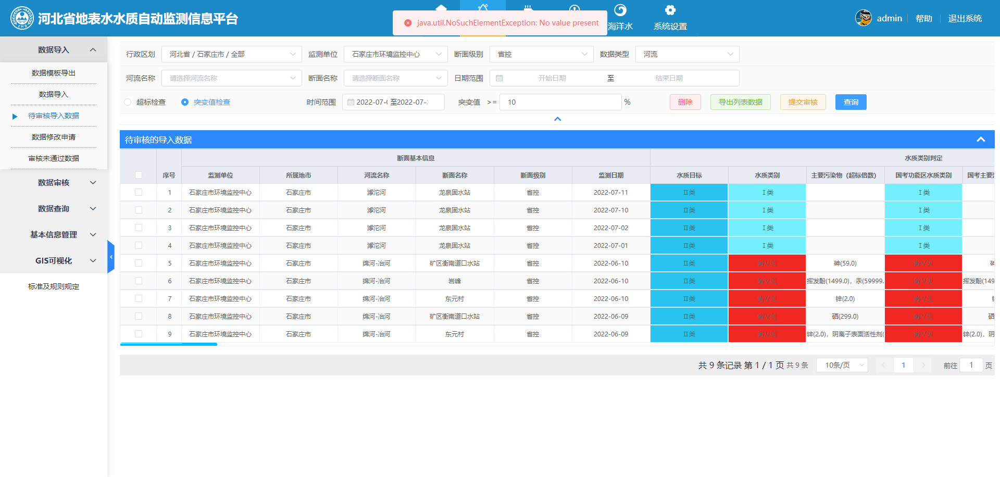 河北省地表水水质自动监测信息平台
java.util.NoSuchElementException: No value present
海洋水
系统设置
admin
帮助
退出系统
数据导入
数据模板导出
数据导入
待审核导入数据
数据修改申请
审核未通过数据
数据审核
数据查询
基本信息管理
GIS可视化
标准及规则规定
行政区划 河北省 / 石家庄市 / 全部 监测单位 石家庄市环境监控中心 断面级别 省控 数据类型 河流
河流名称 请选择河流名称 断面名称 请选择断面名称 日期范围 开始日期 至 结束日期
超标检查 突变值检查 时间范围 2022-07-( 至2022-07-: 突变值 >= 10 % 删除 导出列表数据 提交审核 查询
待审核的导入数据
断面基本信息 水质类别判定
序号 监测单位 所属地市 河流名称 断面名称 断面级别 监测日期 水质目标 水质类别 主要污染物（超标倍数） 国考功能区水质类别 国考主要
1 石家庄市环境监控中心 石家庄市 滹沱河 龙泉固水站 省控 2022-07-11 II类 I 类 I 类
2 石家庄市环境监控中心 石家庄市 滹沱河 龙泉固水站 省控 2022-07-10 II类 I 类 I 类
3 石家庄市环境监控中心 石家庄市 滹沱河 龙泉固水站 省控 2022-07-02 II类 I 类 I 类
4 石家庄市环境监控中心 石家庄市 滹沱河 龙泉固水站 省控 2022-07-01 II类 I 类 I 类
5 石家庄市环境监控中心 石家庄市 绵河-冶河 矿区衡南道口水站 省控 2022-06-10 II类 劣Ⅴ类 砷(59.0) 劣Ⅴ类
6 石家庄市环境监控中心 石家庄市 绵河-冶河 岩峰 省控 2022-06-10 II类 劣Ⅴ类 挥发酚(1499.0)，汞(59999. 劣Ⅴ类 挥发酚(149
7 石家庄市环境监控中心 石家庄市 绵河-冶河 东元村 省控 2022-06-10 II类 劣Ⅴ类 锌(2.0) 劣Ⅴ类
8 石家庄市环境监控中心 石家庄市 绵河-冶河 矿区衡南道口水站 省控 2022-06-09 II类 劣Ⅴ类 硒(299.0) 劣Ⅴ类 硒
9 石家庄市环境监控中心 石家庄市 绵河-冶河 东元村 省控 2022-06-09 II类 劣Ⅴ类 锌(2.0)，阴离子表面活性剂( 劣Ⅴ类 锌(2.0)，阴
共 9 条记录 第 1 / 1 页 共 9 条 10条/页 1 前往 1 页